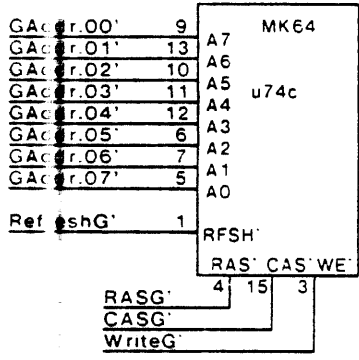 GAddr.00' 9 A7 MK64
GAddr.01' 13 A6
GAddr.02' 10 A5 u74c
GAddr.03' 11 A4
GAddr.04' 12 A3
GAddr.05' 6 A2
GAddr.06' 7 A1
GAddr.07' 5 A0
RefreshG' 1 RFSH'
RAS' CAS' WE'
4 15 3
RASG'
CASG'
WriteG'